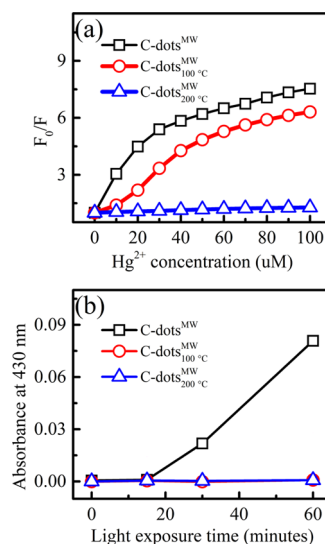 (a)
C-dots^MW
C-dots^MW_100 °C
C-dots^MW_200 °C
F₀/F
9
6
3
0 20 40 60 80 100
Hg²⁺ concentration (uM)
(b)
C-dots^MW
C-dots^MW_100 °C
C-dots^MW_200 °C
Absorbance at 430 nm
0.09
0.06
0.03
0.00
0 20 40 60
Light exposure time (minutes)